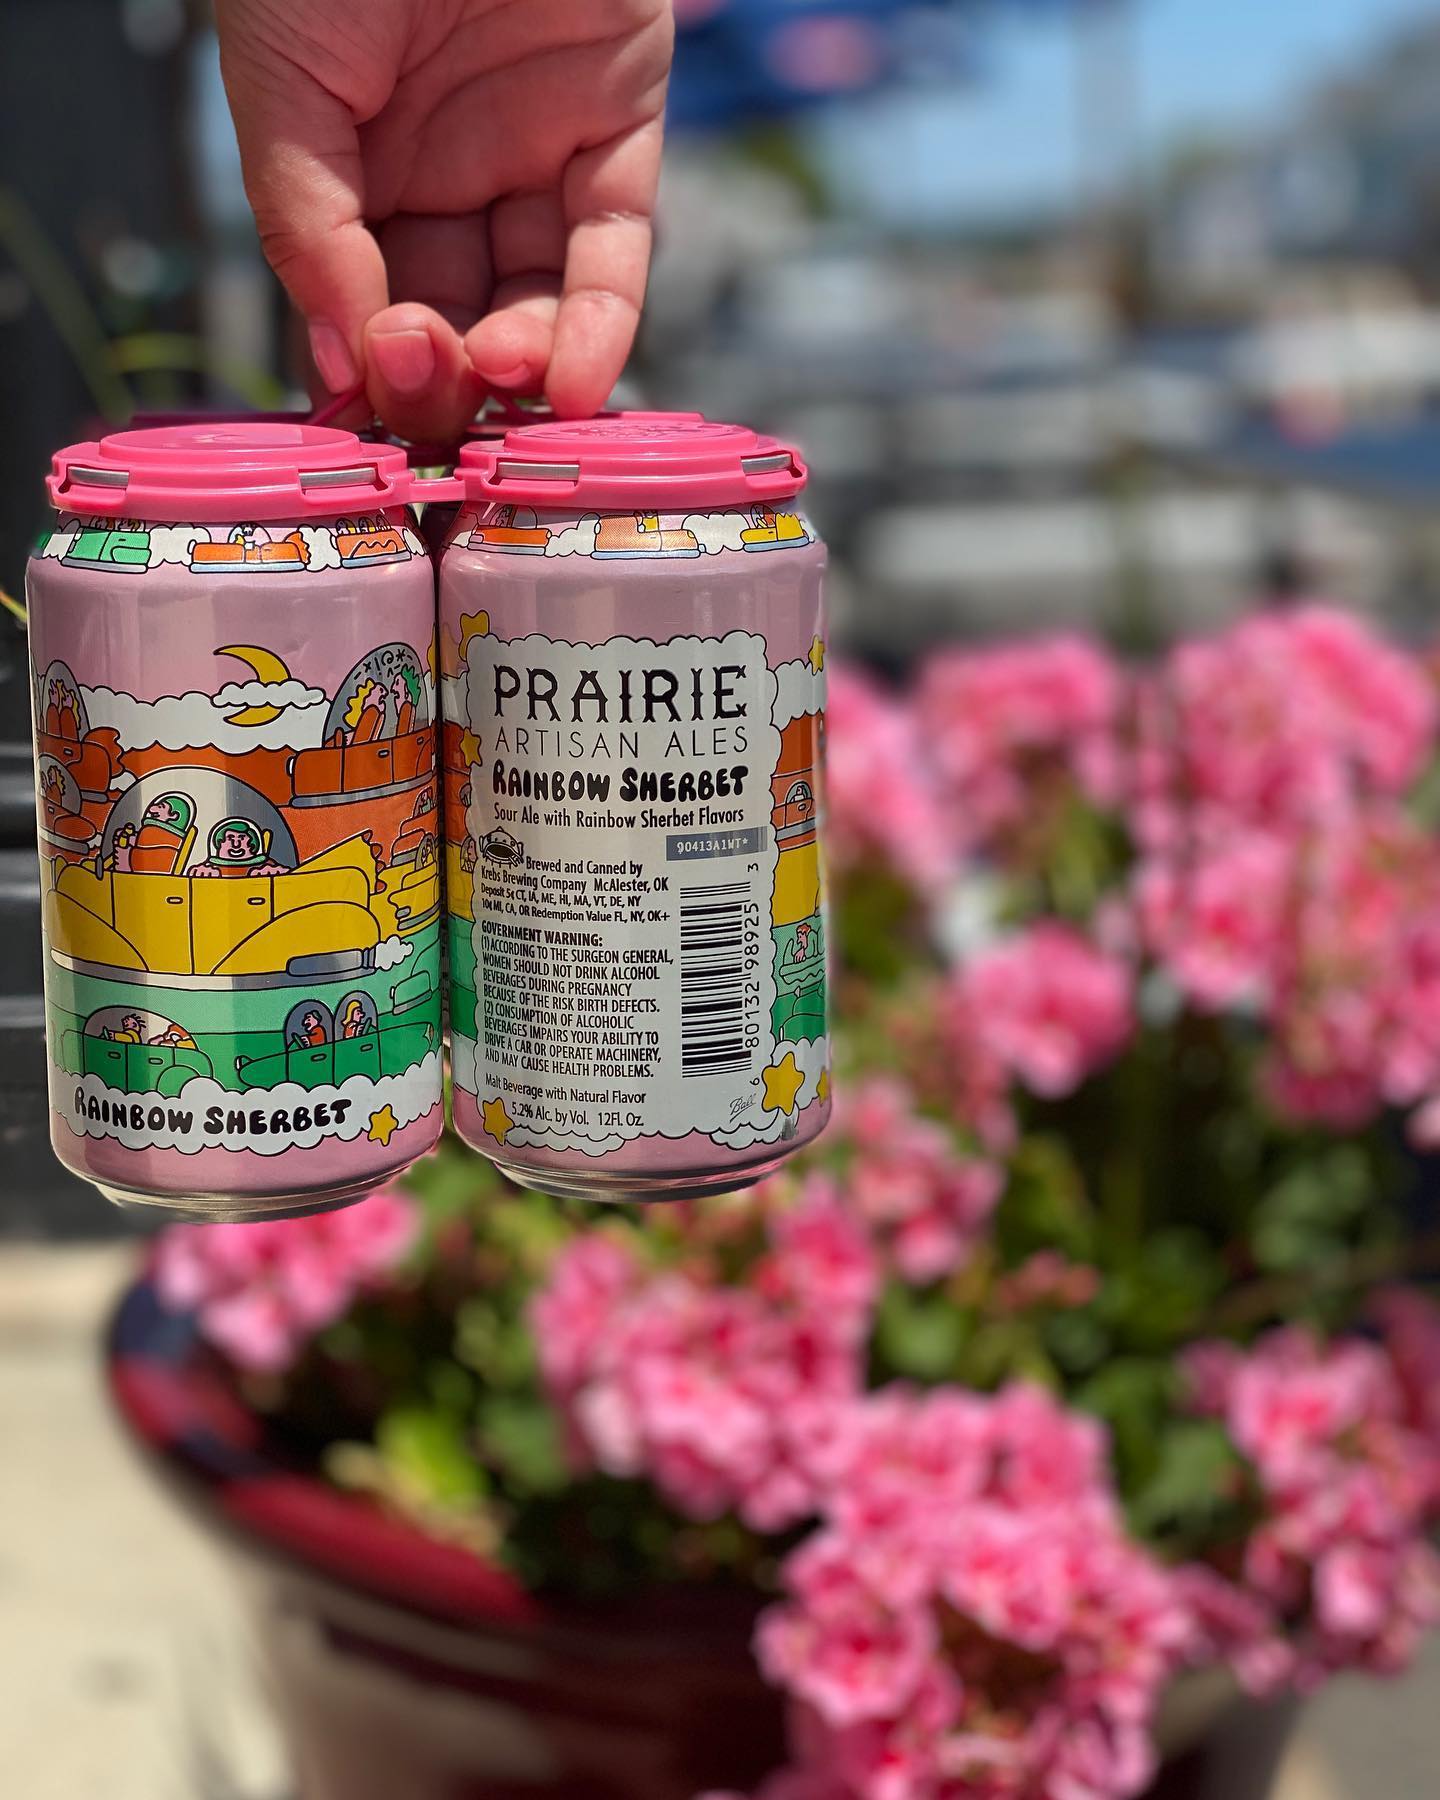 -*!@*
RAINBOW SHERBET
PRAIRIE
ARTISAN ALES
RAINBOW SHERBET
Sour Ale with Rainbow Sherbet Flavors
90413A1WT*
Brewed and Canned by
Krebs Brewing Company McAlester, OK
Deposit 5¢ CT, IA, ME, HI, MA, VT, DE, NY
10¢ MI, CA, OR Redemption Value FL, NY, OK+
GOVERNMENT WARNING:
(1) ACCORDING TO THE SURGEON GENERAL,
WOMEN SHOULD NOT DRINK ALCOHOL
BEVERAGES DURING PREGNANCY
BECAUSE OF THE RISK BIRTH DEFECTS.
(2) CONSUMPTION OF ALCOHOLIC
BEVERAGES IMPAIRS YOUR ABILITY TO
DRIVE A CAR OR OPERATE MACHINERY,
AND MAY CAUSE HEALTH PROBLEMS.
6 80132 98925 3
Malt Beverage with Natural Flavor
5.2% Alc. by Vol. 12Fl. Oz.
Ball